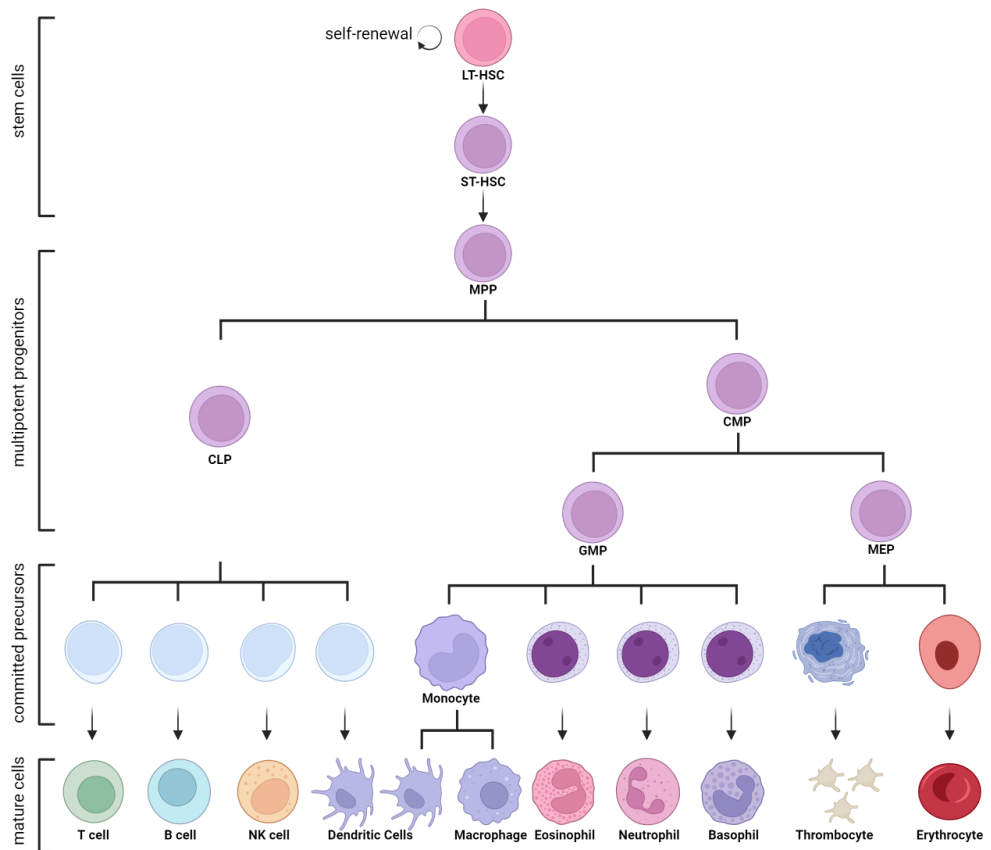 self-renewal
LT-HSC
stem cells
ST-HSC
MPP
multipotent progenitors
CLP
CMP
GMP
MEP
committed precursors
Monocyte
mature cells
T cell
B cell
NK cell
Dendritic Cells
Macrophage
Eosinophil
Neutrophil
Basophil
Thrombocyte
Erythrocyte